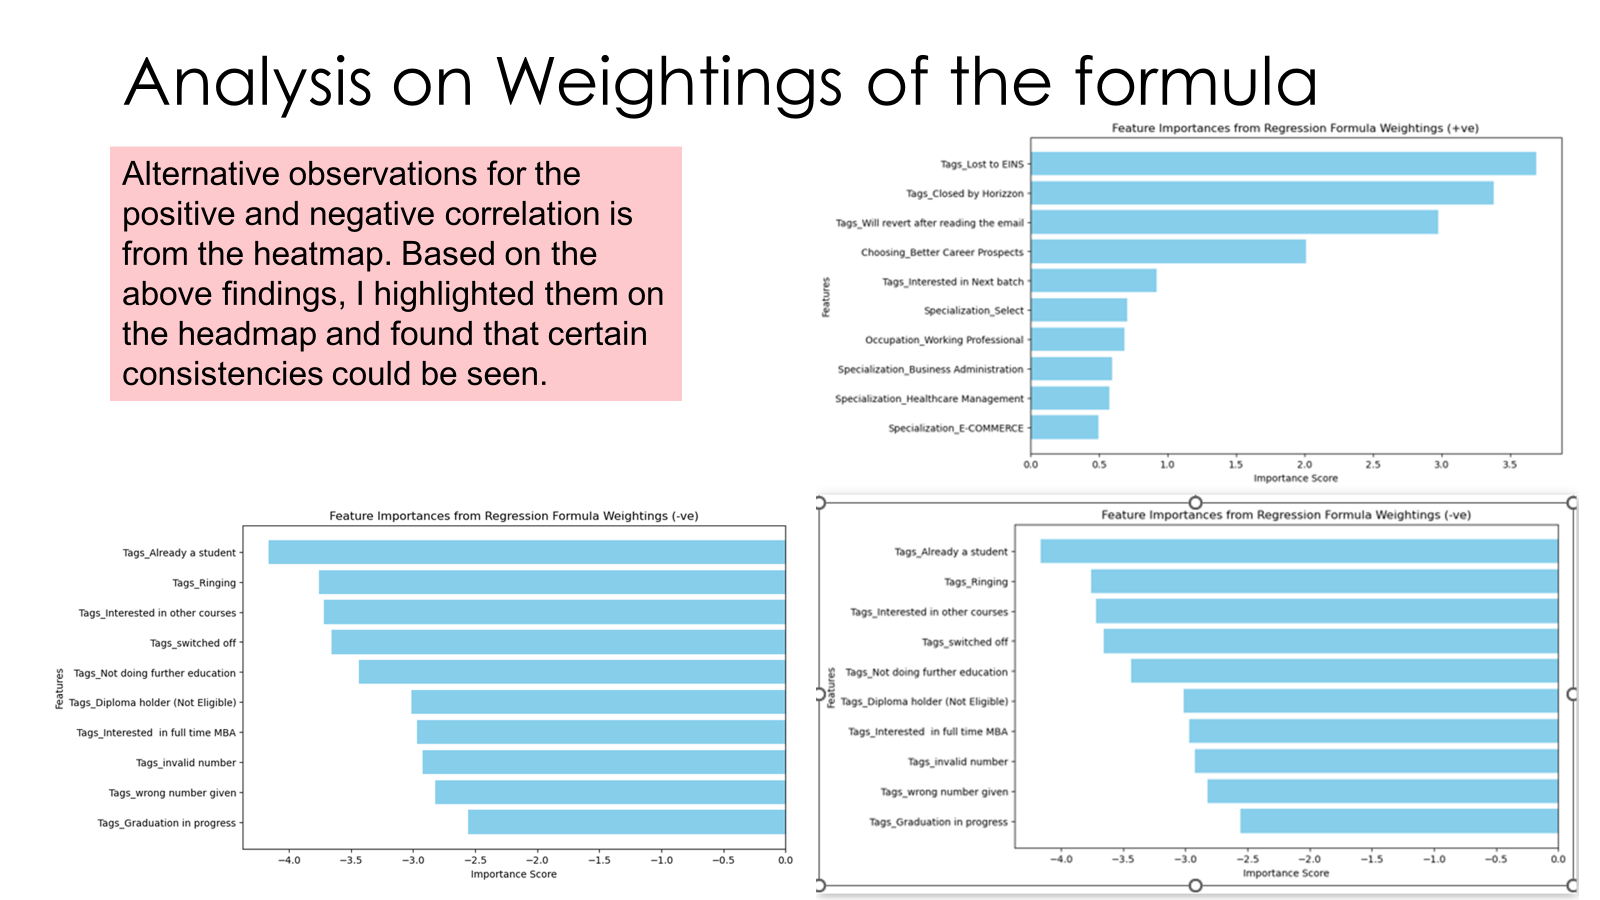 Analysis on Weightings of the formula
Alternative observations for the
positive and negative correlation is
from the heatmap. Based on the
above findings, I highlighted them on
the headmap and found that certain
consistencies could be seen.
Feature Importances from Regression Formula Weightings (+ve)
Features
Tags_Lost to EINS
Tags_Closed by Horizzon
Tags_Will revert after reading the email
Choosing_Better Career Prospects
Tags_Interested in Next batch
Specialization_Select
Occupation_Working Professional
Specialization_Business Administration
Specialization_Healthcare Management
Specialization_E-COMMERCE
0.0 0.5 1.0 1.5 2.0 2.5 3.0 3.5
Importance Score
Feature Importances from Regression Formula Weightings (-ve)
Features
Tags_Already a student
Tags_Ringing
Tags_Interested in other courses
Tags_switched off
Tags_Not doing further education
Tags_Diploma holder (Not Eligible)
Tags_Interested  in full time MBA
Tags_invalid number
Tags_wrong number given
Tags_Graduation in progress
−4.0 −3.5 −3.0 −2.5 −2.0 −1.5 −1.0 −0.5 0.0
Importance Score
Feature Importances from Regression Formula Weightings (-ve)
Features
Tags_Already a student
Tags_Ringing
Tags_Interested in other courses
Tags_switched off
Tags_Not doing further education
Tags_Diploma holder (Not Eligible)
Tags_Interested  in full time MBA
Tags_invalid number
Tags_wrong number given
Tags_Graduation in progress
−4.0 −3.5 −3.0 −2.5 −2.0 −1.5 −1.0 −0.5 0.0
Importance Score